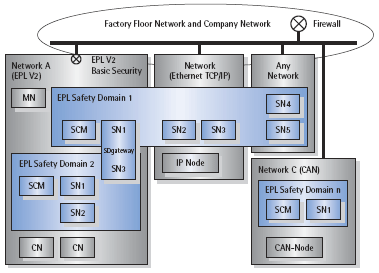 Factory Floor Network and Company Network
Firewall
Network A
(EPL V2)
EPL V2
Basic Security
Network
(Ethernet TCP/IP)
Any
Network
MN
EPL Safety Domain 1
SN4
SCM
SN1
SN2
SN3
SN5
SDgateway
EPL Safety Domain 2
SCM
SN1
SN3
IP Node
SN2
Network C (CAN)
EPL Safety Domain n
SCM
SN1
CN
CN
CAN-Node